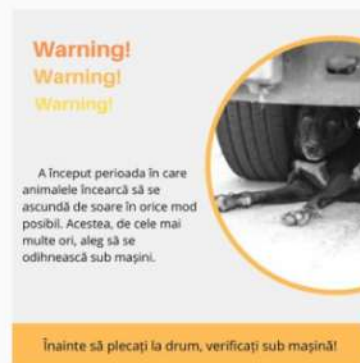 Warning!
Warning!
Warning!
A început perioada în care
animalele încearcă să se
ascundă de soare în orice mod
posibil. Acestea, de cele mai
multe ori, aleg să se
odihnească sub mașini.
Înainte să plecați la drum, verificați sub mașină!